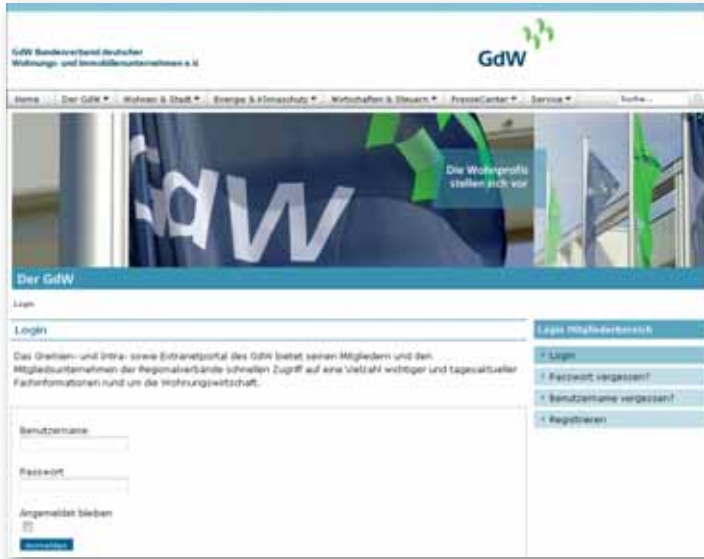 GdW Bundesverband deutscher
Wohnungs- und Immobilienunternehmen e.V.
GdW
Home Der GdW Wohnen & Stadt Energie & Klimaschutz Wirtschaften & Steuern PresseCenter Service Suche...
GdW
Die Wohnprofis
stellen sich vor
Der GdW
Login
Login
Das Gremien- und Intra- sowie Extranetportal des GdW bietet seinen Mitgliedern und den
Mitgliedsunternehmen der Regionalverbände schnellen Zugriff auf eine Vielzahl wichtiger und tagesaktueller
Fachinformationen rund um die Wohnungswirtschaft.
Benutzername
Passwort
Angemeldet bleiben
Anmelden
Login Mitgliederbereich
Login
Passwort vergessen?
Benutzername vergessen?
Registrieren